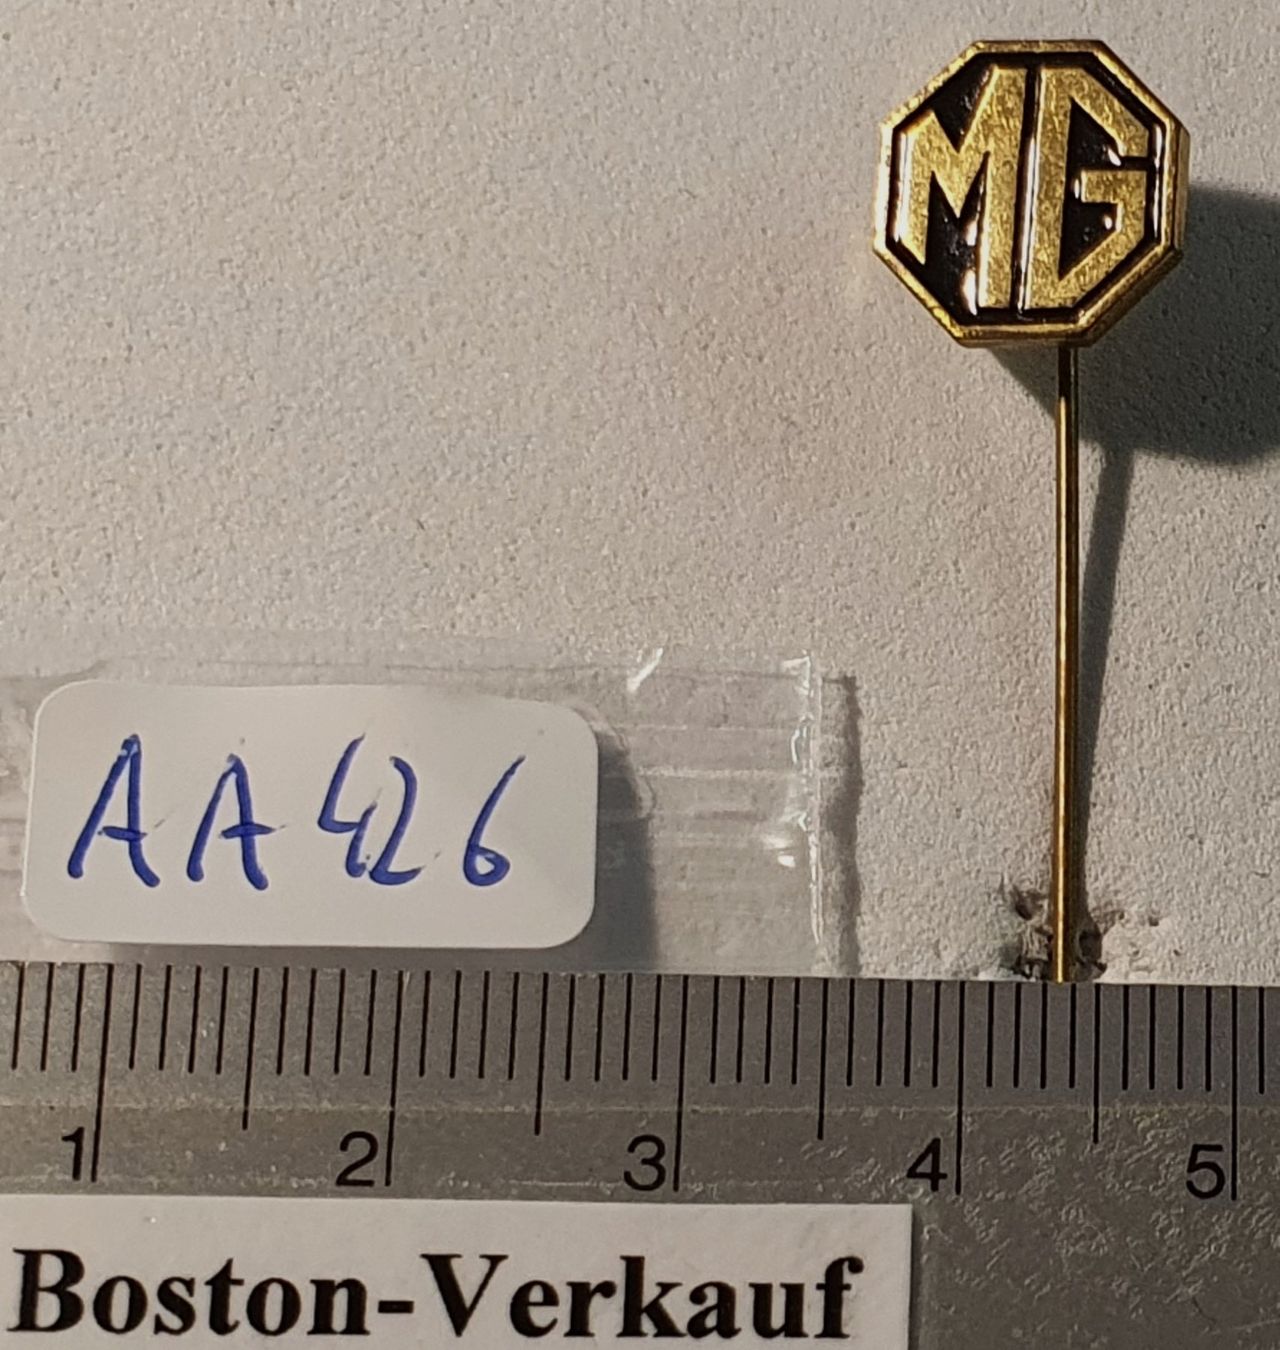 MG
AA426
1 2 3 4 5
Boston-Verkauf